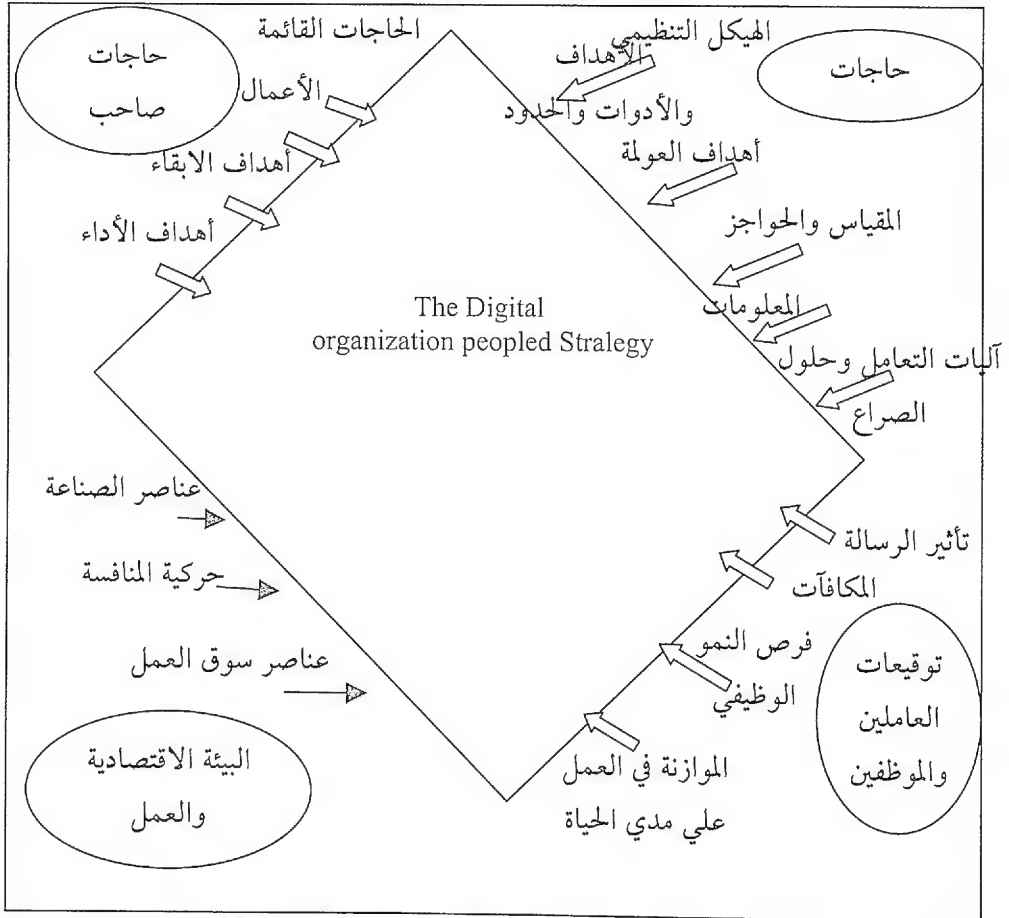 حاجات
صاحب
الحاجات القائمة
الأعمال
أهداف الابقاء
أهداف الأداء
الهيكل التنظيمي
الأهداف
والأدوات والحدود
أهداف العولمة
المقياس والحواجز
المعلومات
آليات التعامل وحلول
الصراع
حاجات
The Digital
organization peopled Stralegy
عناصر الصناعة
حركية المنافسة
عناصر سوق العمل
البيئة الاقتصادية
والعمل
تأثير الرسالة
المكافآت
فرص النمو
الوظيفي
الموازنة في العمل
علي مدي الحياة
توقيعات
العاملين
والموظفين